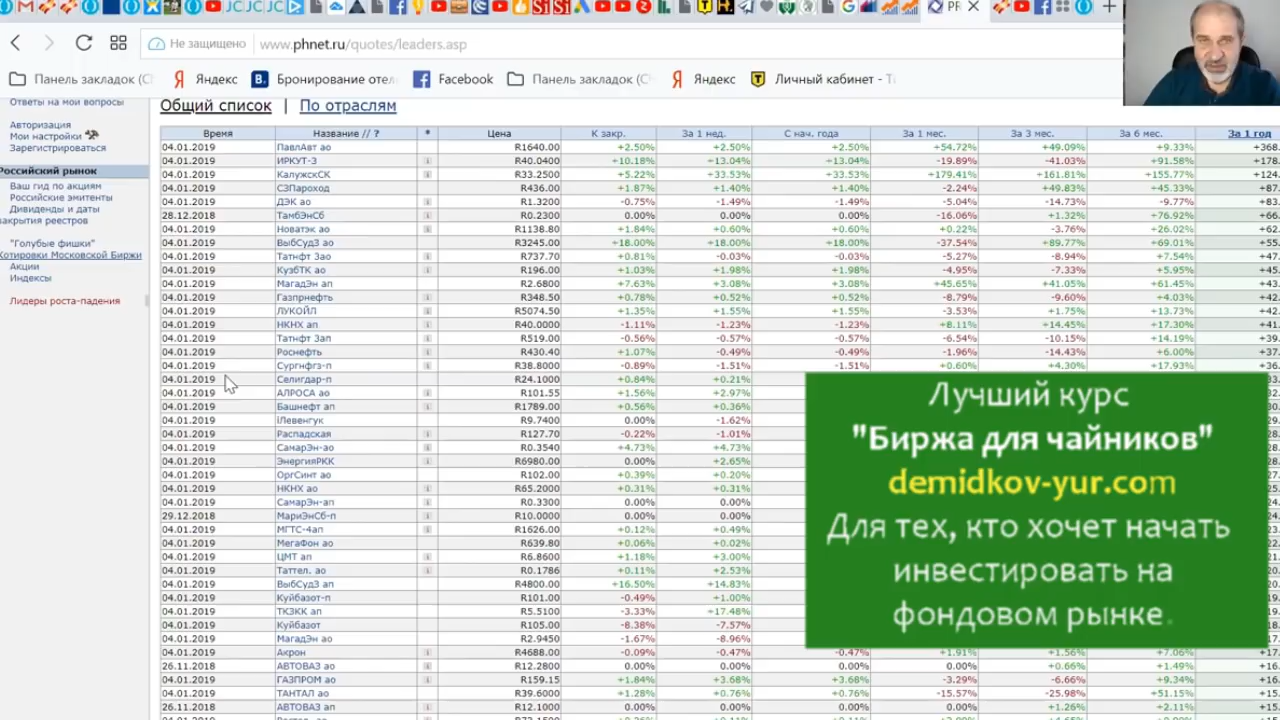 Не защищено www.phnet.ru/quotes/leaders.asp
Панель закладок Яндекс Бронирование отел Facebook Панель закладок Яндекс Личный кабинет - Т
Ответы на мои вопросы
Авторизация
Мои настройки
Зарегистрироваться
Российский рынок
Ваш гид по акциям
Российские эмитенты
Дивиденды и даты
закрытия реестров
"Голубые фишки"
Котировки Московской Биржи
Акции
Индексы
Лидеры роста-падения
Общий список | По отраслям
Время Название // ? * Цена К закр. За 1 нед. С нач. года За 1 мес. За 3 мес. За 6 мес. За 1 год
04.01.2019 ПавлАвт ао R1640.00 +2.50% +2.50% +2.50% +54.72% +49.09% +9.33% +368.
04.01.2019 ИРКУТ-3 R40.0400 +10.18% +13.04% +13.04% -19.89% -41.03% +91.58% +178.
04.01.2019 КалужскСК R33.2500 +5.22% +33.53% +33.53% +179.41% +161.81% +155.77% +124.
04.01.2019 СЗПароход R436.00 +1.87% +1.40% +1.40% -2.24% +49.83% +45.33% +87.
04.01.2019 ДЭК ао R1.3200 -0.75% -1.49% -1.49% -5.04% -14.73% -9.77% +83.
28.12.2018 ТамбЭнСб R0.2300 0.00% 0.00% 0.00% -16.06% +1.32% +76.92% +66.
04.01.2019 Новатэк ао R1138.80 +1.84% +0.60% +0.60% +0.22% -3.76% +26.02% +62.
04.01.2019 ВыбСудЗ ао R3245.00 +18.00% +18.00% +18.00% -37.54% +89.77% +69.01% +55.
04.01.2019 Татнфт 3ао R737.70 +0.81% -0.03% -0.03% -5.27% -8.94% +7.54% +47.
04.01.2019 КузбТК ао R196.00 +1.03% +1.98% +1.98% -4.95% -7.33% +5.95% +45.
04.01.2019 МагадЭн ап R2.6800 +7.63% +3.08% +3.08% +45.65% +41.05% +61.45% +43.
04.01.2019 Газпрнефть R348.50 +0.78% +0.52% +0.52% -8.79% -9.60% +4.03% +42.
04.01.2019 ЛУКОЙЛ R5074.50 +1.35% +1.55% +1.55% -3.53% +1.75% +13.73% +42.
04.01.2019 НКНХ ап R40.0000 -1.11% -1.23% -1.23% +8.11% +14.45% +17.30% +41.
04.01.2019 Татнфт 3ап R519.00 -0.56% -0.57% -0.57% -6.54% -10.15% +14.19% +39.
04.01.2019 Роснефть R430.40 +1.07% -0.49% -0.49% -1.96% -14.43% +6.00% +37.
04.01.2019 Сургнфгз-п R38.8000 -0.89% -1.51% -1.51% +0.60% +4.30% +17.93% +36.
04.01.2019 Селигдар-п R24.1000 +0.84% +0.21%
04.01.2019 АЛРОСА ао R101.55 +1.56% +2.97%
04.01.2019 Башнефт ап R1789.00 +0.56% +0.36%
04.01.2019 iЛевенгук R9.7400 0.00% -1.62%
04.01.2019 Распадская R127.70 -0.22% -1.01%
04.01.2019 СамарЭн-ао R0.3540 +4.73% +4.73%
04.01.2019 ЭнергияРКК R6980.00 0.00% +2.65%
04.01.2019 ОргСинт ао R102.00 +0.39% +0.20%
04.01.2019 НКНХ ао R65.2000 +0.31% +0.31%
04.01.2019 СамарЭн-ап R0.3300 0.00% 0.00%
29.12.2018 МариЭнСб-п R10.0000 0.00% 0.00%
04.01.2019 МГТС-4ап R1626.00 +0.12% +0.49%
04.01.2019 МегаФон ао R639.80 +0.06% +0.02%
04.01.2019 ЦМТ ап R6.8600 +1.18% +3.00%
04.01.2019 Таттел. ао R0.1786 +0.11% +2.53%
04.01.2019 ВыбСудЗ ап R4800.00 +16.50% +14.83%
04.01.2019 Куйбазот-п R101.00 -0.49% +1.00%
04.01.2019 ТКЗКК ап R5.5100 -3.33% +17.48%
04.01.2019 Куйбазот R105.00 -8.38% -7.57%
04.01.2019 МагадЭн ао R2.9450 -1.67% -8.96%
04.01.2019 Акрон R4688.00 -0.09% -0.47% -0.47% +1.91% +1.56% +7.06% +17.
26.11.2018 АВТОВАЗ ао R12.2800 0.00% 0.00% 0.00% 0.00% +0.66% +1.49% +16.
04.01.2019 ГАЗПРОМ ао R159.15 +1.84% +3.68% +3.68% -3.29% -6.66% +9.34% +16.
04.01.2019 ТАНТАЛ ао R39.6000 +1.28% +0.76% +0.76% -15.57% -25.98% +51.15% +15.
26.11.2018 АВТОВАЗ ап R12.1000 0.00% 0.00% 0.00% 0.00% +1.26% +2.11% +15.
Лучший курс
"Биржа для чайников"
demidkov-yur.com
Для тех, кто хочет начать
инвестировать на
фондовом рынке.